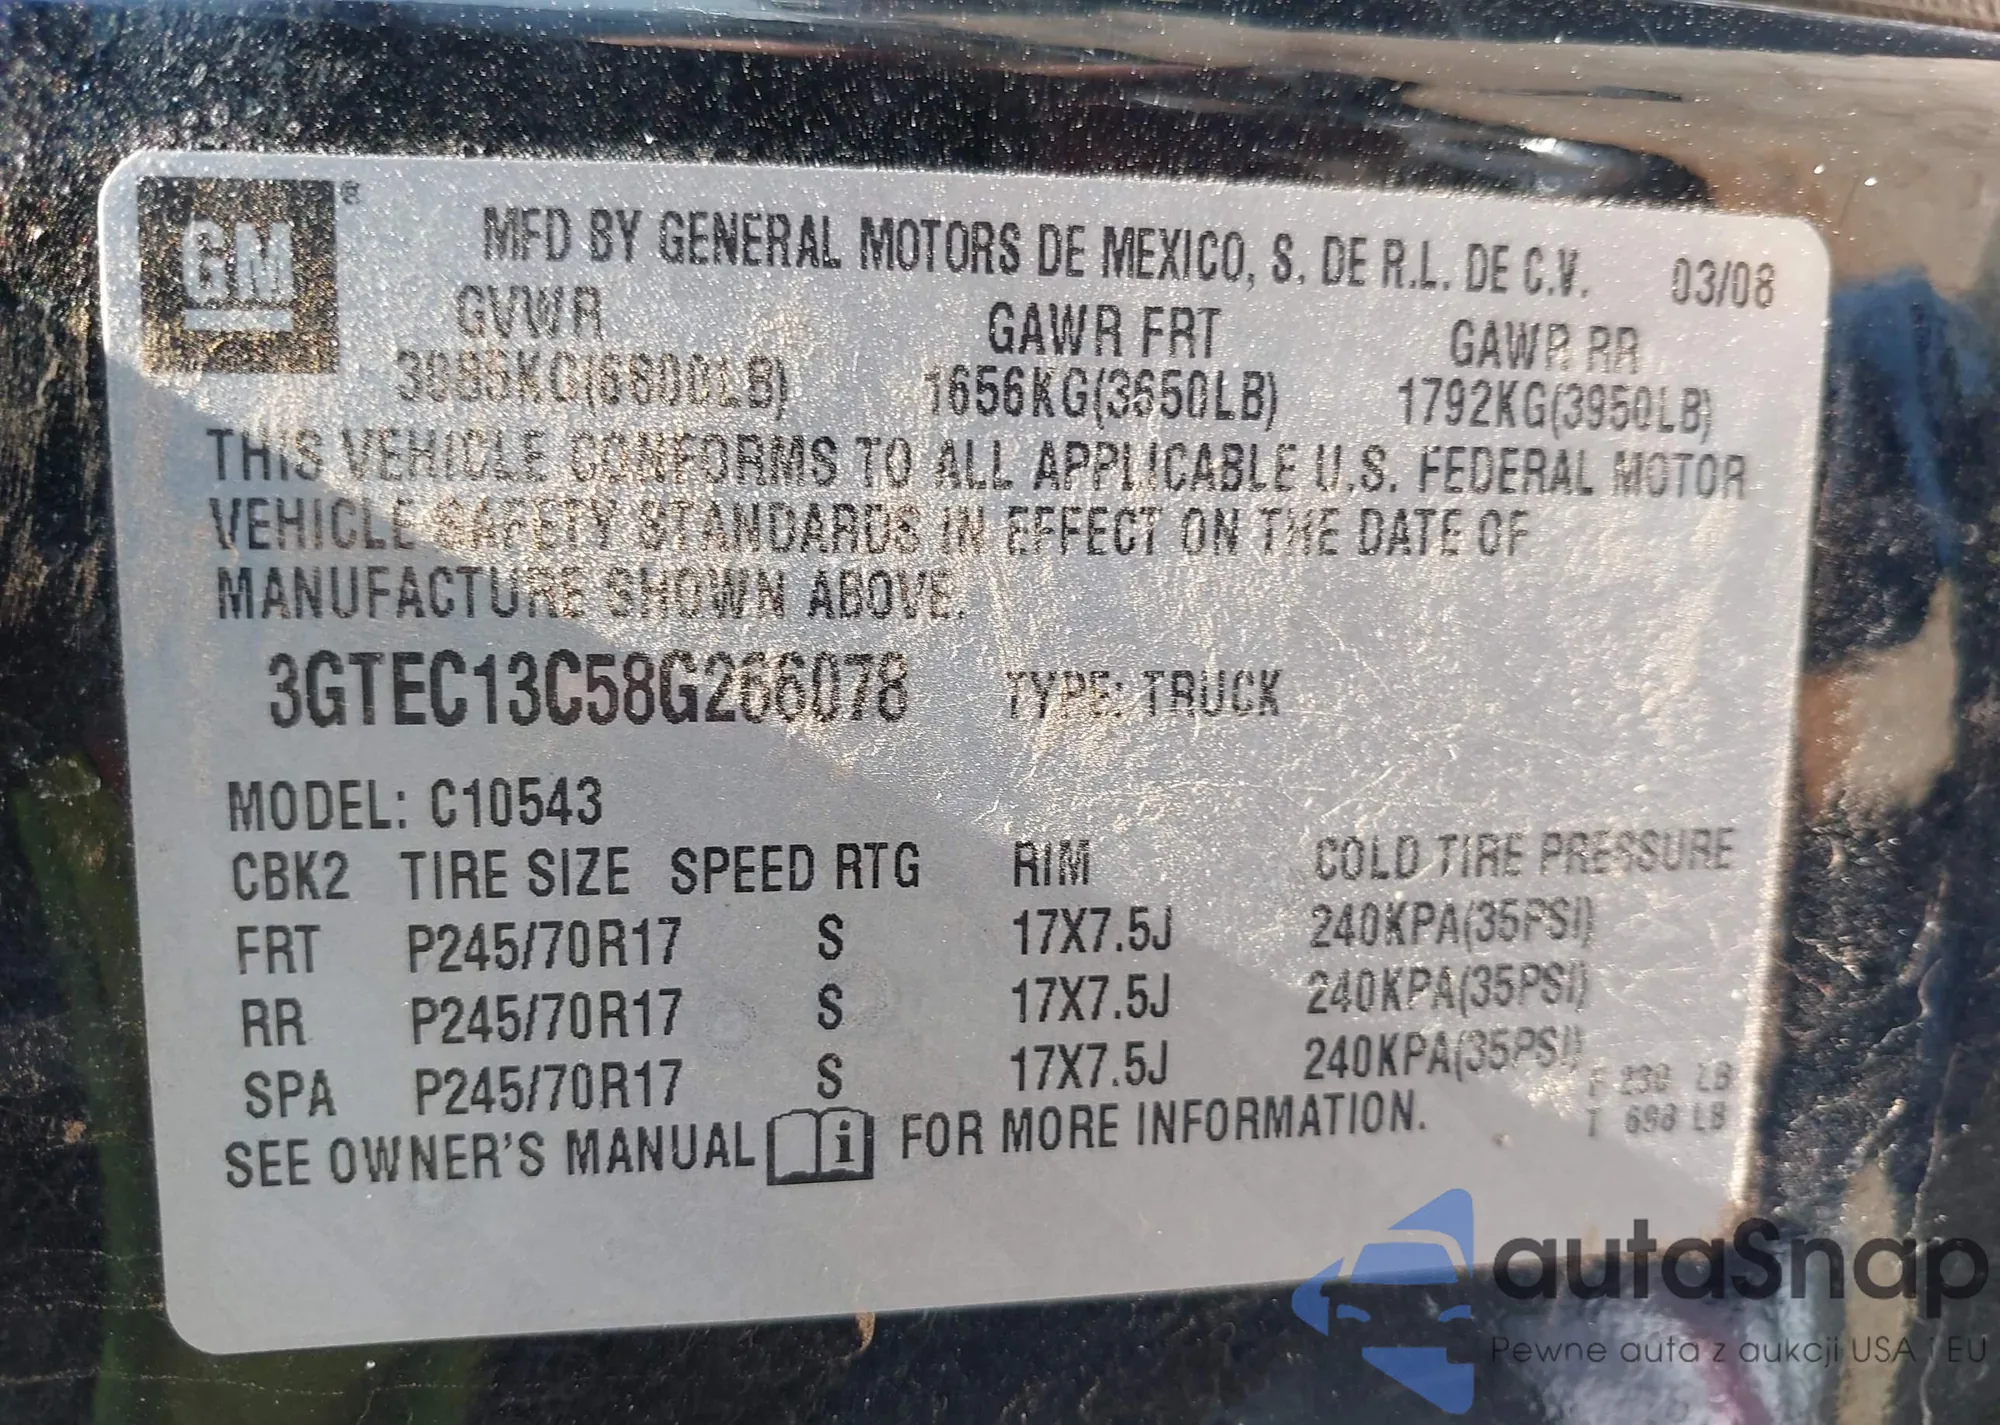 GM ®
MFD BY GENERAL MOTORS DE MEXICO, S. DE R.L. DE C.V. 03/08
GVWR GAWR FRT GAWR RR
3085KG(6800LB) 1656KG(3650LB) 1792KG(3950LB)
THIS VEHICLE CONFORMS TO ALL APPLICABLE U.S. FEDERAL MOTOR
VEHICLE SAFETY STANDARDS IN EFFECT ON THE DATE OF
MANUFACTURE SHOWN ABOVE.
3GTEC13C58G266078 TYPE: TRUCK
MODEL: C10543
CBK2 TIRE SIZE SPEED RTG RIM COLD TIRE PRESSURE
FRT P245/70R17 S 17X7.5J 240KPA(35PSI)
RR P245/70R17 S 17X7.5J 240KPA(35PSI)
SPA P245/70R17 S 17X7.5J 240KPA(35PSI)
F 230 LB
T 698 LB
SEE OWNER'S MANUAL i FOR MORE INFORMATION.
autaSnap
Pewne auta z aukcji USA i EU